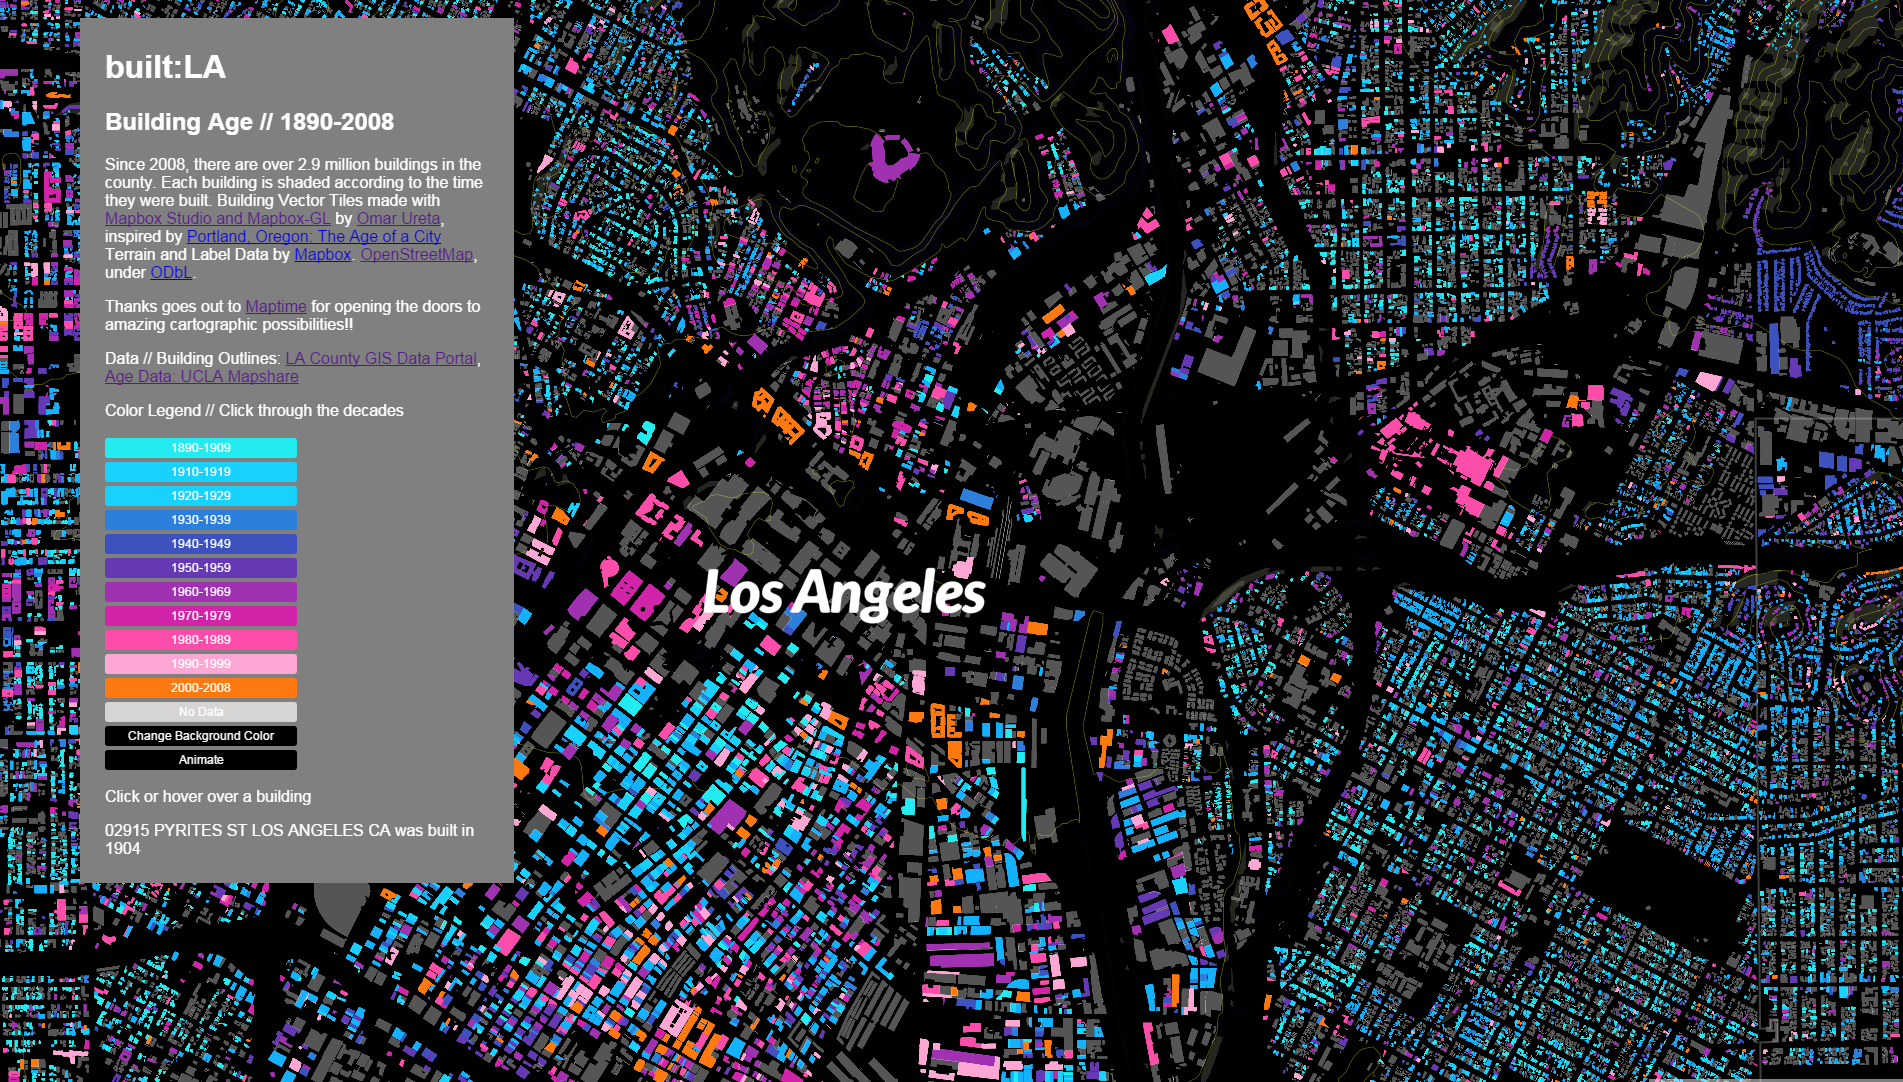 built:LA
Building Age // 1890-2008
Since 2008, there are over 2.9 million buildings in the
county. Each building is shaded according to the time
they were built. Building Vector Tiles made with
Mapbox Studio and Mapbox-GL by Omar Ureta,
inspired by Portland, Oregon: The Age of a City
Terrain and Label Data by Mapbox. OpenStreetMap,
under ODbL.
Thanks goes out to Maptime for opening the doors to
amazing cartographic possibilities!!
Data // Building Outlines: LA County GIS Data Portal,
Age Data: UCLA Mapshare
Color Legend // Click through the decades
1890-1909
1910-1919
1920-1929
1930-1939
1940-1949
1950-1959
1960-1969
1970-1979
1980-1989
1990-1999
2000-2008
No Data
Change Background Color
Animate
Click or hover over a building
02915 PYRITES ST LOS ANGELES CA was built in
1904
Los Angeles